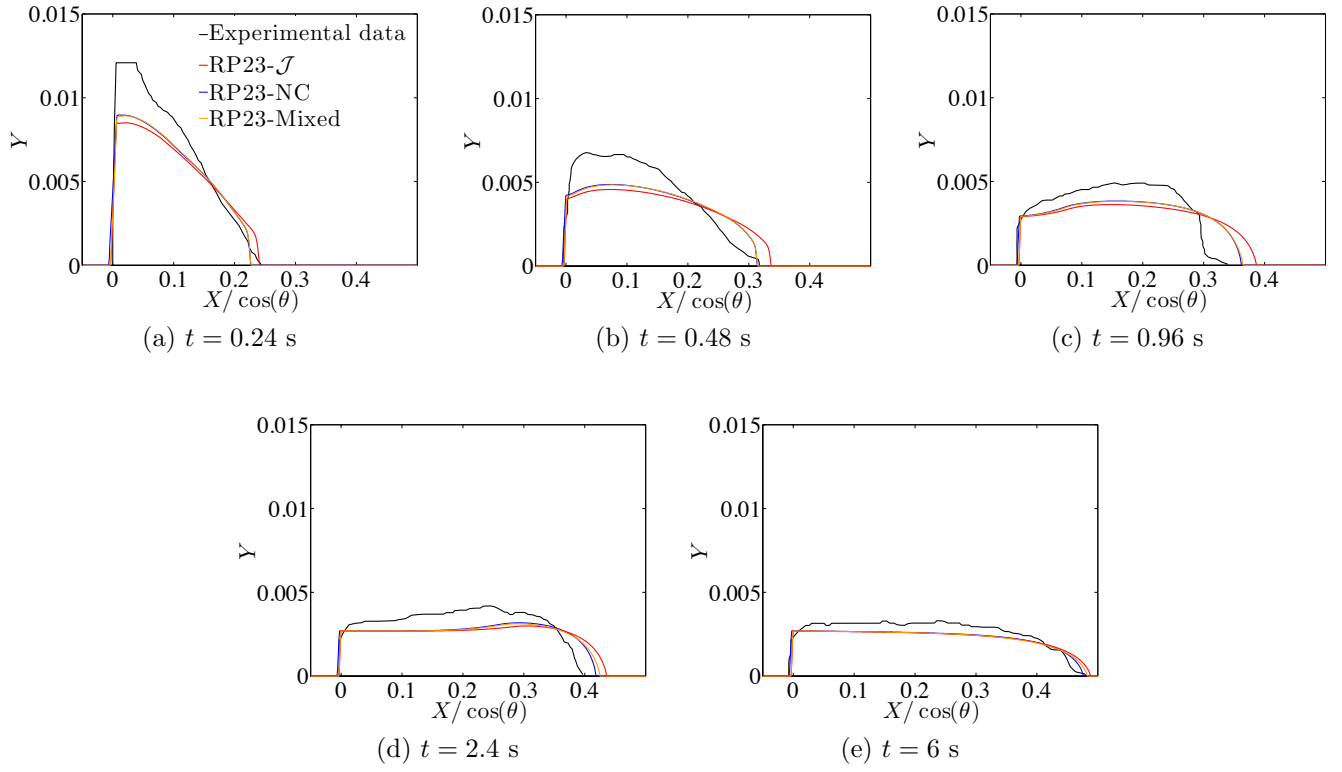 0.015
0.01
0.005
0
Y
0 0.1 0.2 0.3 0.4
X/ cos(θ)
Experimental data
RP23-𝒥
RP23-NC
RP23-Mixed
(a) t = 0.24 s
0.015
0.01
0.005
0
Y
0 0.1 0.2 0.3 0.4
X/ cos(θ)
(b) t = 0.48 s
0.015
0.01
0.005
0
Y
0 0.1 0.2 0.3 0.4
X/ cos(θ)
(c) t = 0.96 s
0.015
0.01
0.005
0
Y
0 0.1 0.2 0.3 0.4
X/ cos(θ)
(d) t = 2.4 s
0.015
0.01
0.005
0
Y
0 0.1 0.2 0.3 0.4
X/ cos(θ)
(e) t = 6 s